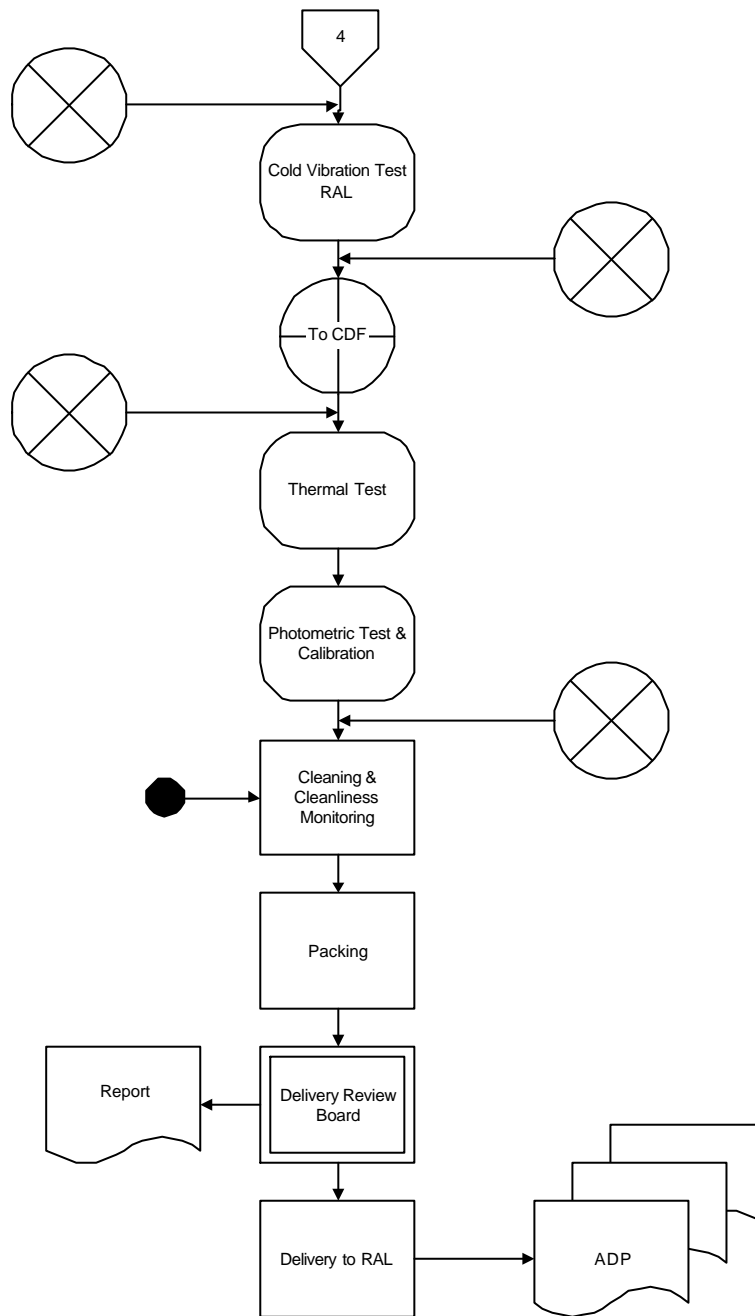 4
Cold Vibration Test
RAL
To CDF
Thermal Test
Photometric Test &
Calibration
Cleaning &
Cleanliness
Monitoring
Packing
Report
Delivery Review
Board
Delivery to RAL
ADP